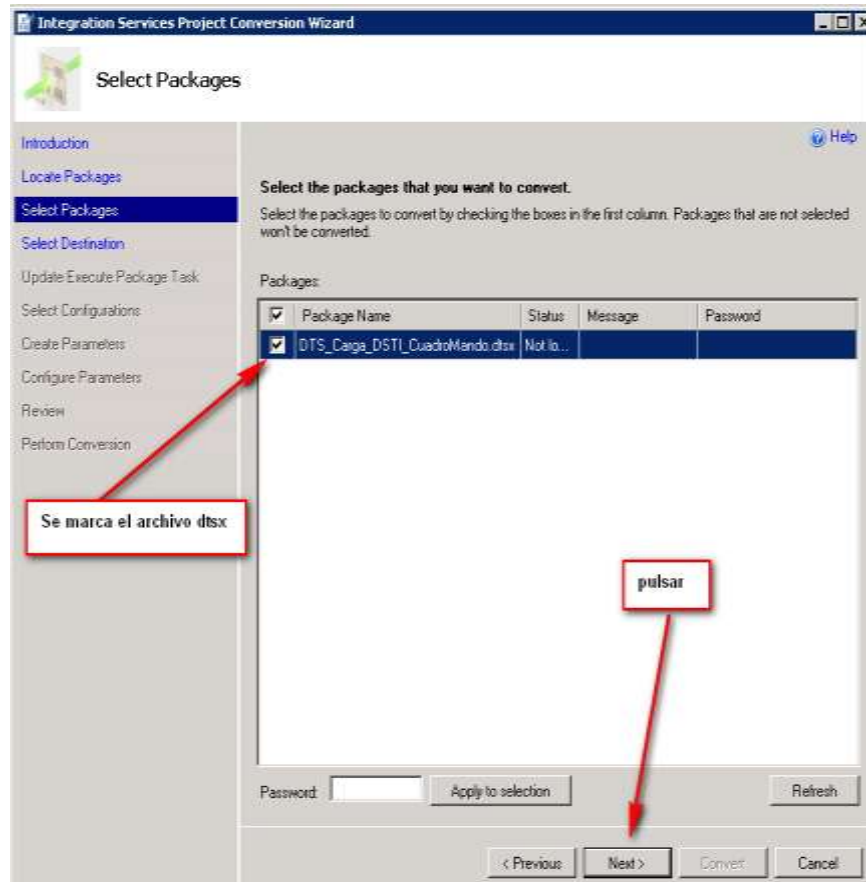 Integration Services Project Conversion Wizard
Select Packages
Help
Introduction
Locate Packages
Select Packages
Select Destination
Update Execute Package Task
Select Configurations
Create Parameters
Configure Parameters
Review
Perform Conversion
Select the packages that you want to convert.
Select the packages to convert by checking the boxes in the first column. Packages that are not selected
won't be converted.
Packages:
Package Name Status Message Password
DTS_Carga_DSTI_CuadroMando.dtsx Not lo...
Se marca el archivo dtsx
pulsar
Password: Apply to selection Refresh
< Previous Next > Convert Cancel